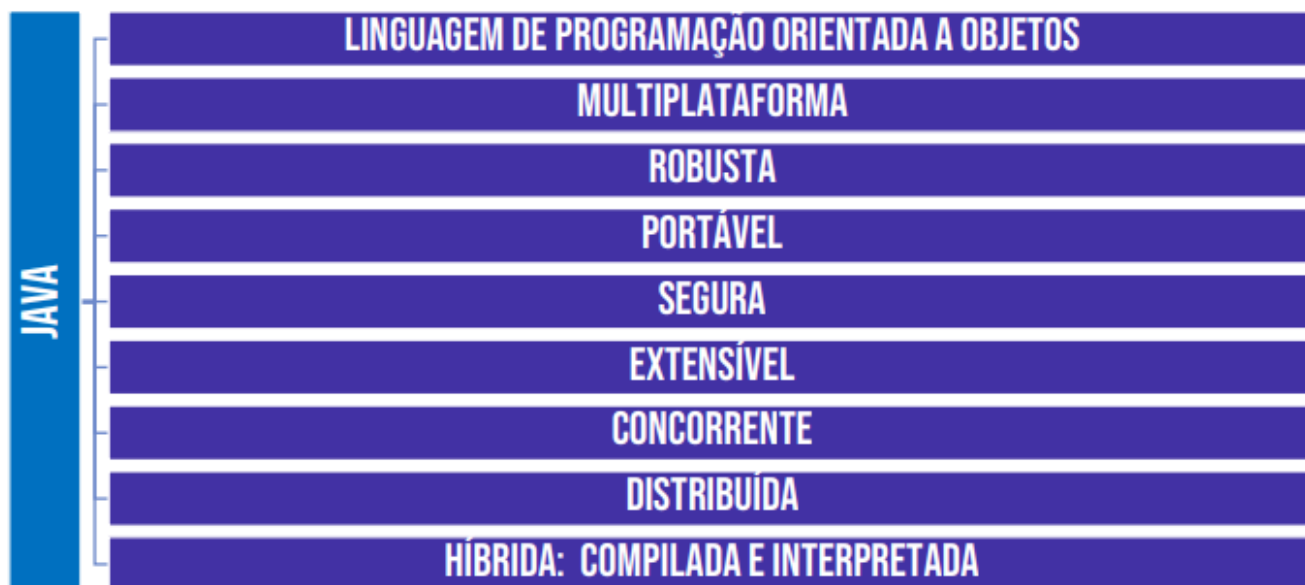 JAVA
LINGUAGEM DE PROGRAMAÇÃO ORIENTADA A OBJETOS
MULTIPLATAFORMA
ROBUSTA
PORTÁVEL
SEGURA
EXTENSÍVEL
CONCORRENTE
DISTRIBUÍDA
HÍBRIDA: COMPILADA E INTERPRETADA